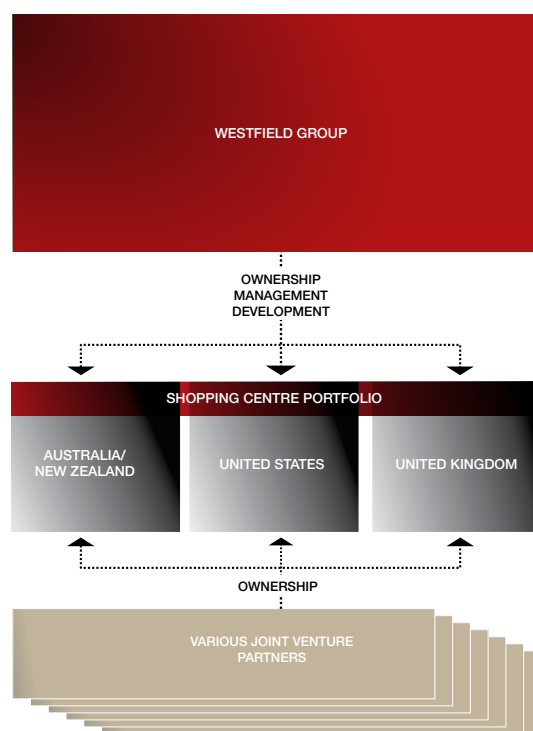 WESTFIELD GROUP
OWNERSHIP
MANAGEMENT
DEVELOPMENT
SHOPPING CENTRE PORTFOLIO
AUSTRALIA/
NEW ZEALAND
UNITED STATES
UNITED KINGDOM
OWNERSHIP
VARIOUS JOINT VENTURE
PARTNERS